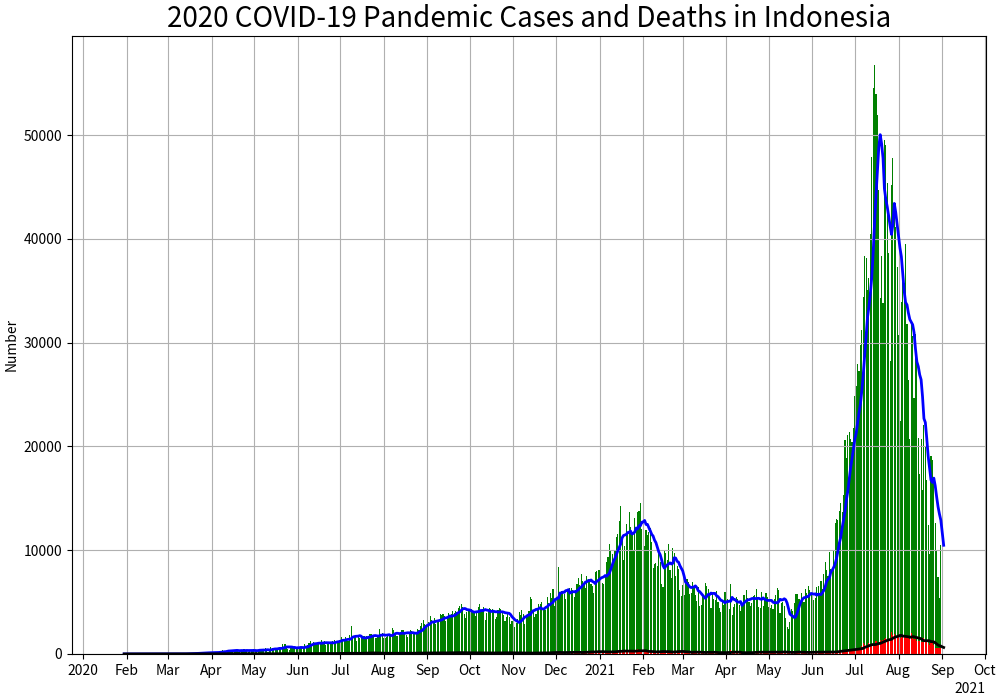 2020 COVID-19 Pandemic Cases and Deaths in Indonesia
Number
50000
40000
30000
20000
10000
0
2020 Feb Mar Apr May Jun Jul Aug Sep Oct Nov Dec 2021 Feb Mar Apr May Jun Jul Aug Sep Oct
2021